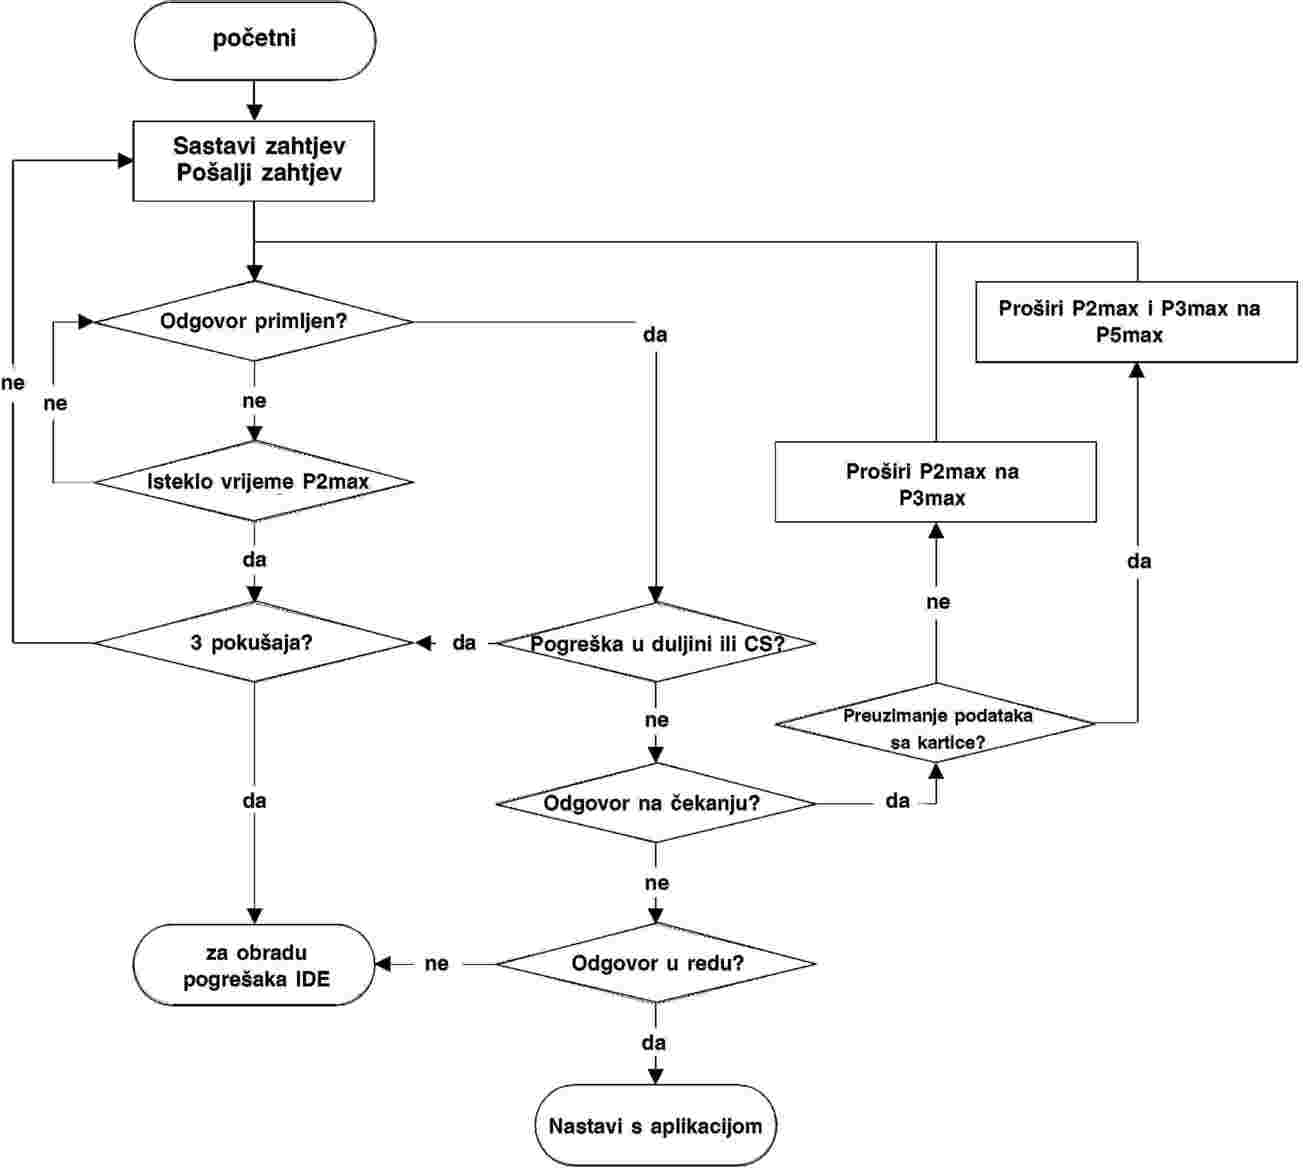 početni
Sastavi zahtjev
Pošalji zahtjev
Odgovor primljen?
da
Proširi P2max i P3max na
P5max
ne
ne
ne
Isteklo vrijeme P2max
Proširi P2max na
P3max
da
da
ne
3 pokušaja?
da
Pogreška u duljini ili CS?
ne
Preuzimanje podataka
sa kartice?
da
Odgovor na čekanju?
da
ne
za obradu
pogrešaka IDE
ne
Odgovor u redu?
da
Nastavi s aplikacijom